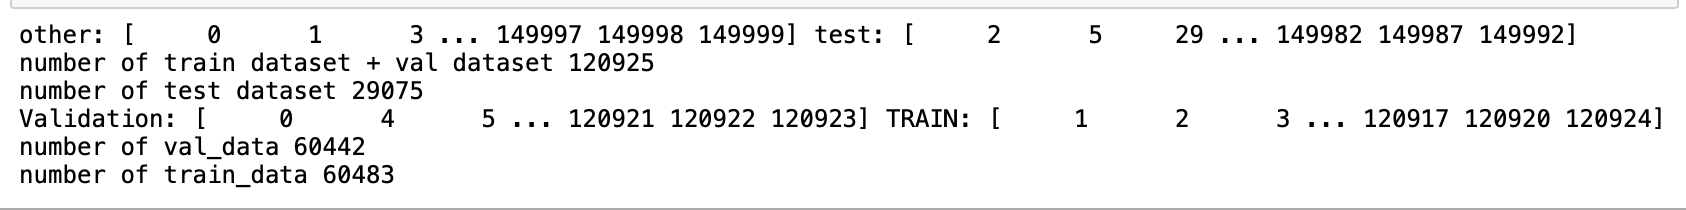 other: [     0      1      3 ... 149997 149998 149999] test: [     2      5     29 ... 149982 149987 149992]
number of train dataset + val dataset 120925
number of test dataset 29075
Validation: [     0      4      5 ... 120921 120922 120923] TRAIN: [     1      2      3 ... 120917 120920 120924]
number of val_data 60442
number of train_data 60483